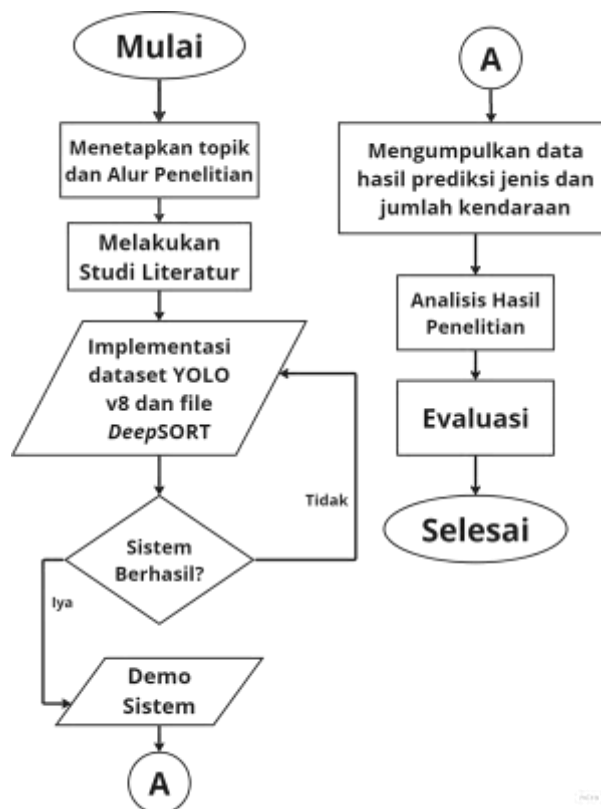 Mulai
Menetapkan topik
dan Alur Penelitian
Melakukan
Studi Literatur
Implementasi
dataset YOLO
v8 dan file
DeepSORT
Tidak
Sistem
Berhasil?
Iya
Demo
Sistem
A
A
Mengumpulkan data
hasil prediksi jenis dan
jumlah kendaraan
Analisis Hasil
Penelitian
Evaluasi
Selesai